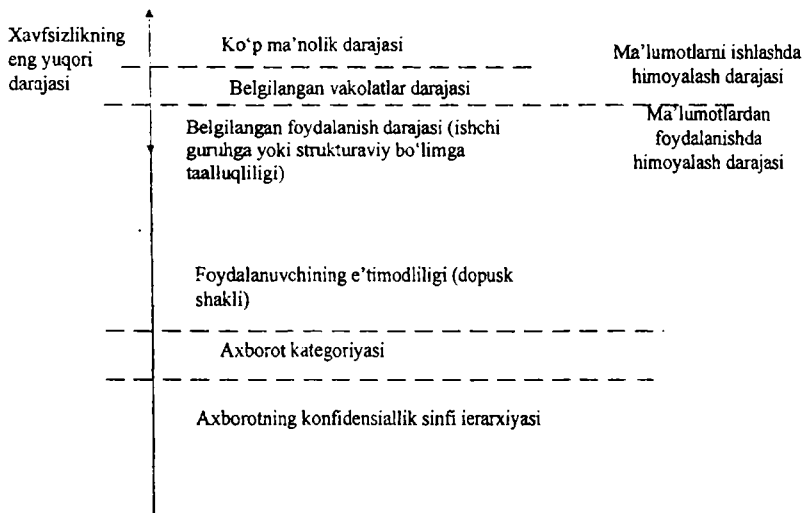 Xavfsizlikning
eng yuqori
darajasi
Ko‘p ma’nolik darajasi
Belgilangan vakolatlar darajasi
Ma’lumotlarni ishlashda
himoyalash darajasi
Belgilangan foydalanish darajasi (ishchi
guruhga yoki strukturaviy bo‘limga
taalluqliligi)
Ma’lumotlardan
foydalanishda
himoyalash darajasi
Foydalanuvchining e’timodliligi (dopusk
shakli)
Axborot kategoriyasi
Axborotning konfidensiallik sinfi ierarxiyasi